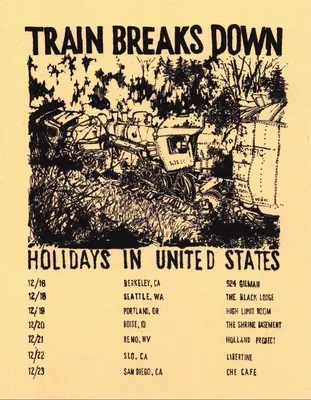 TRAIN BREAKS DOWN
HOLIDAYS IN UNITED STATES
12/16 BERKELEY, CA 924 GILMAN
12/18 SEATTLE, WA THE BLACK LODGE
12/19 PORTLAND, OR HIGH LIMIT ROOM
12/20 BOISE, ID THE SHRINE BASEMENT
12/21 RENO, NV HOLLAND PROJECT
12/22 SLO, CA LIBERTINE
12/23 SAN DIEGO, CA CHE CAFE